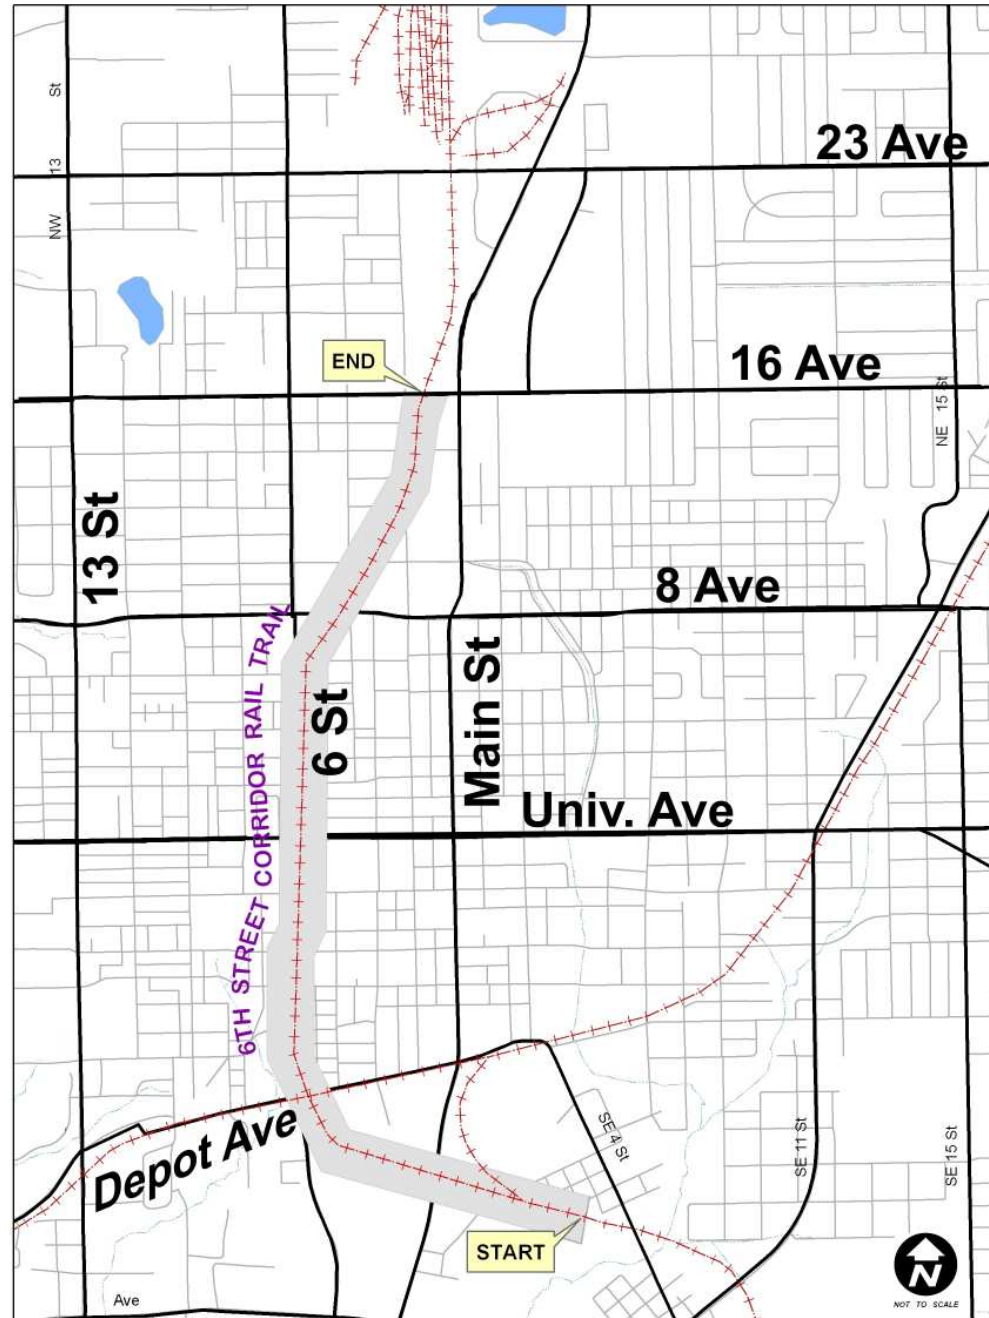 NW 13 St
23 Ave
END
16 Ave
NE 15 St
13 St
8 Ave
6TH STREET CORRIDOR RAIL TRAN
6 St
Main St
Univ. Ave
Depot Ave
SE 4 St
SE 11 St
SE 15 St
START
Ave
N
NOT TO SCALE